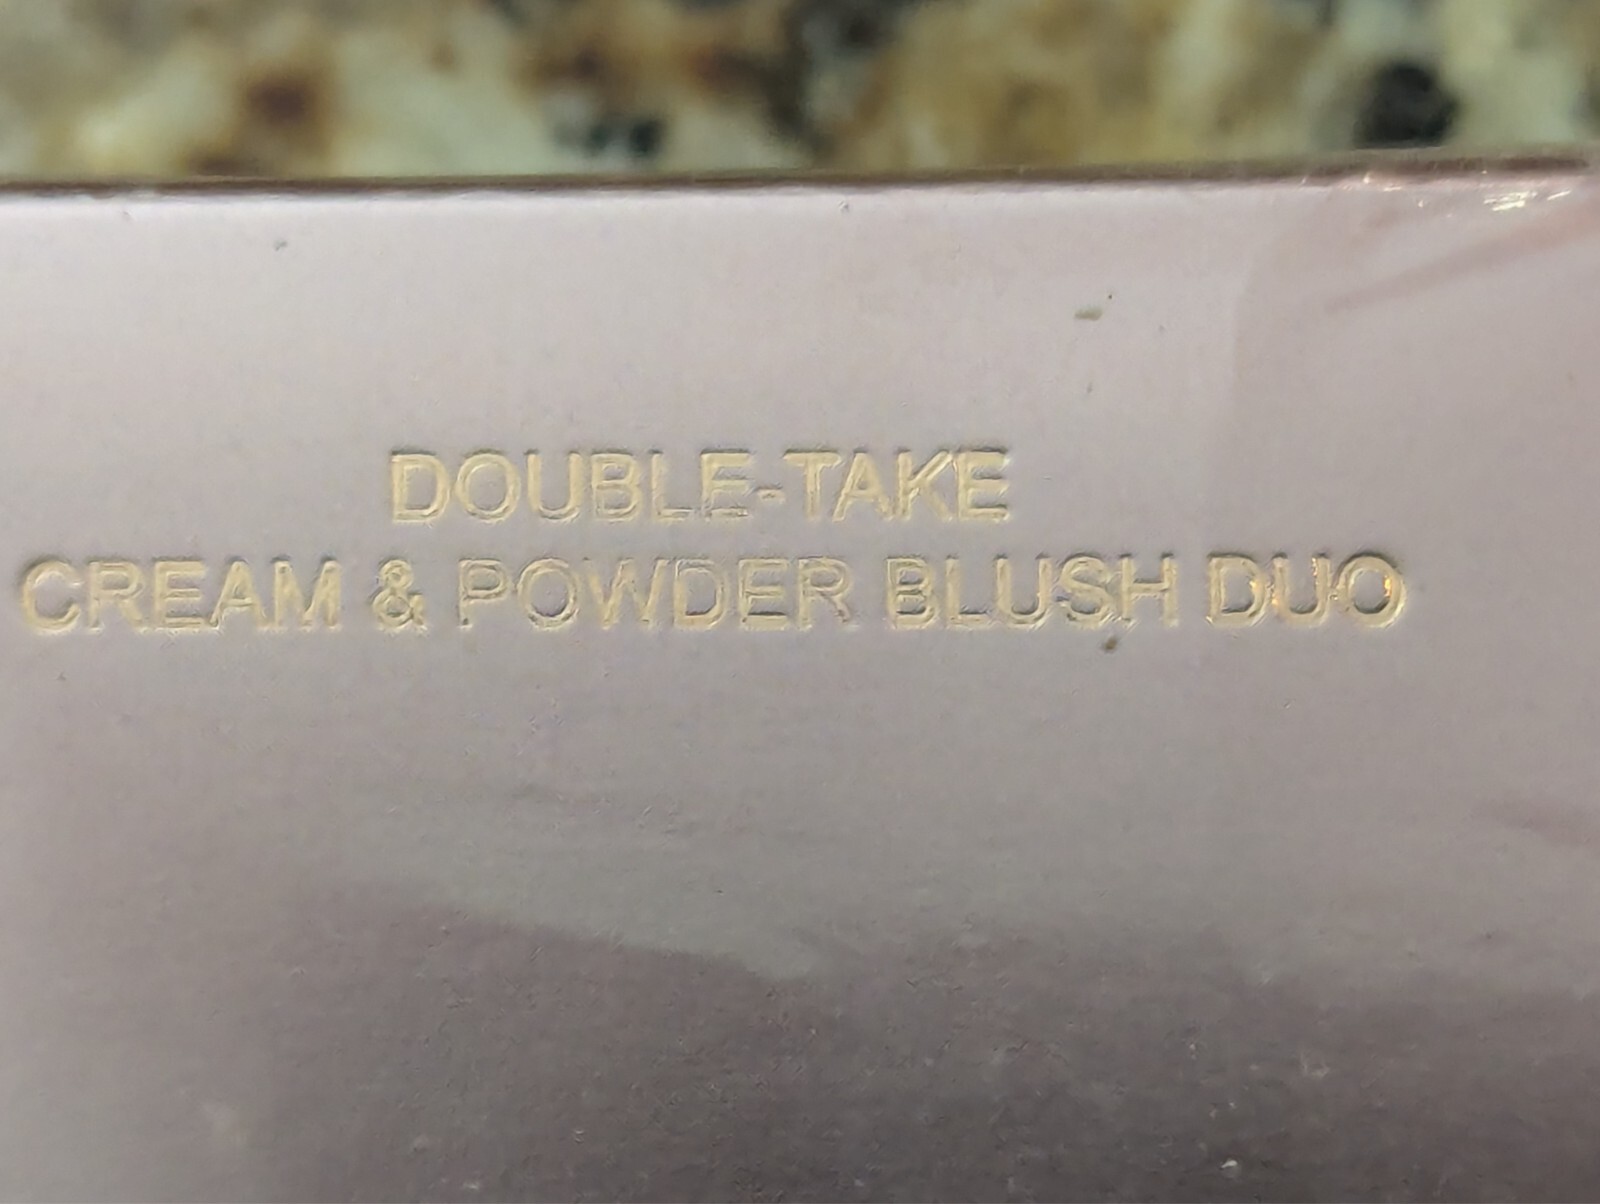 DOUBLE-TAKE
CREAM & POWDER BLUSH DUO